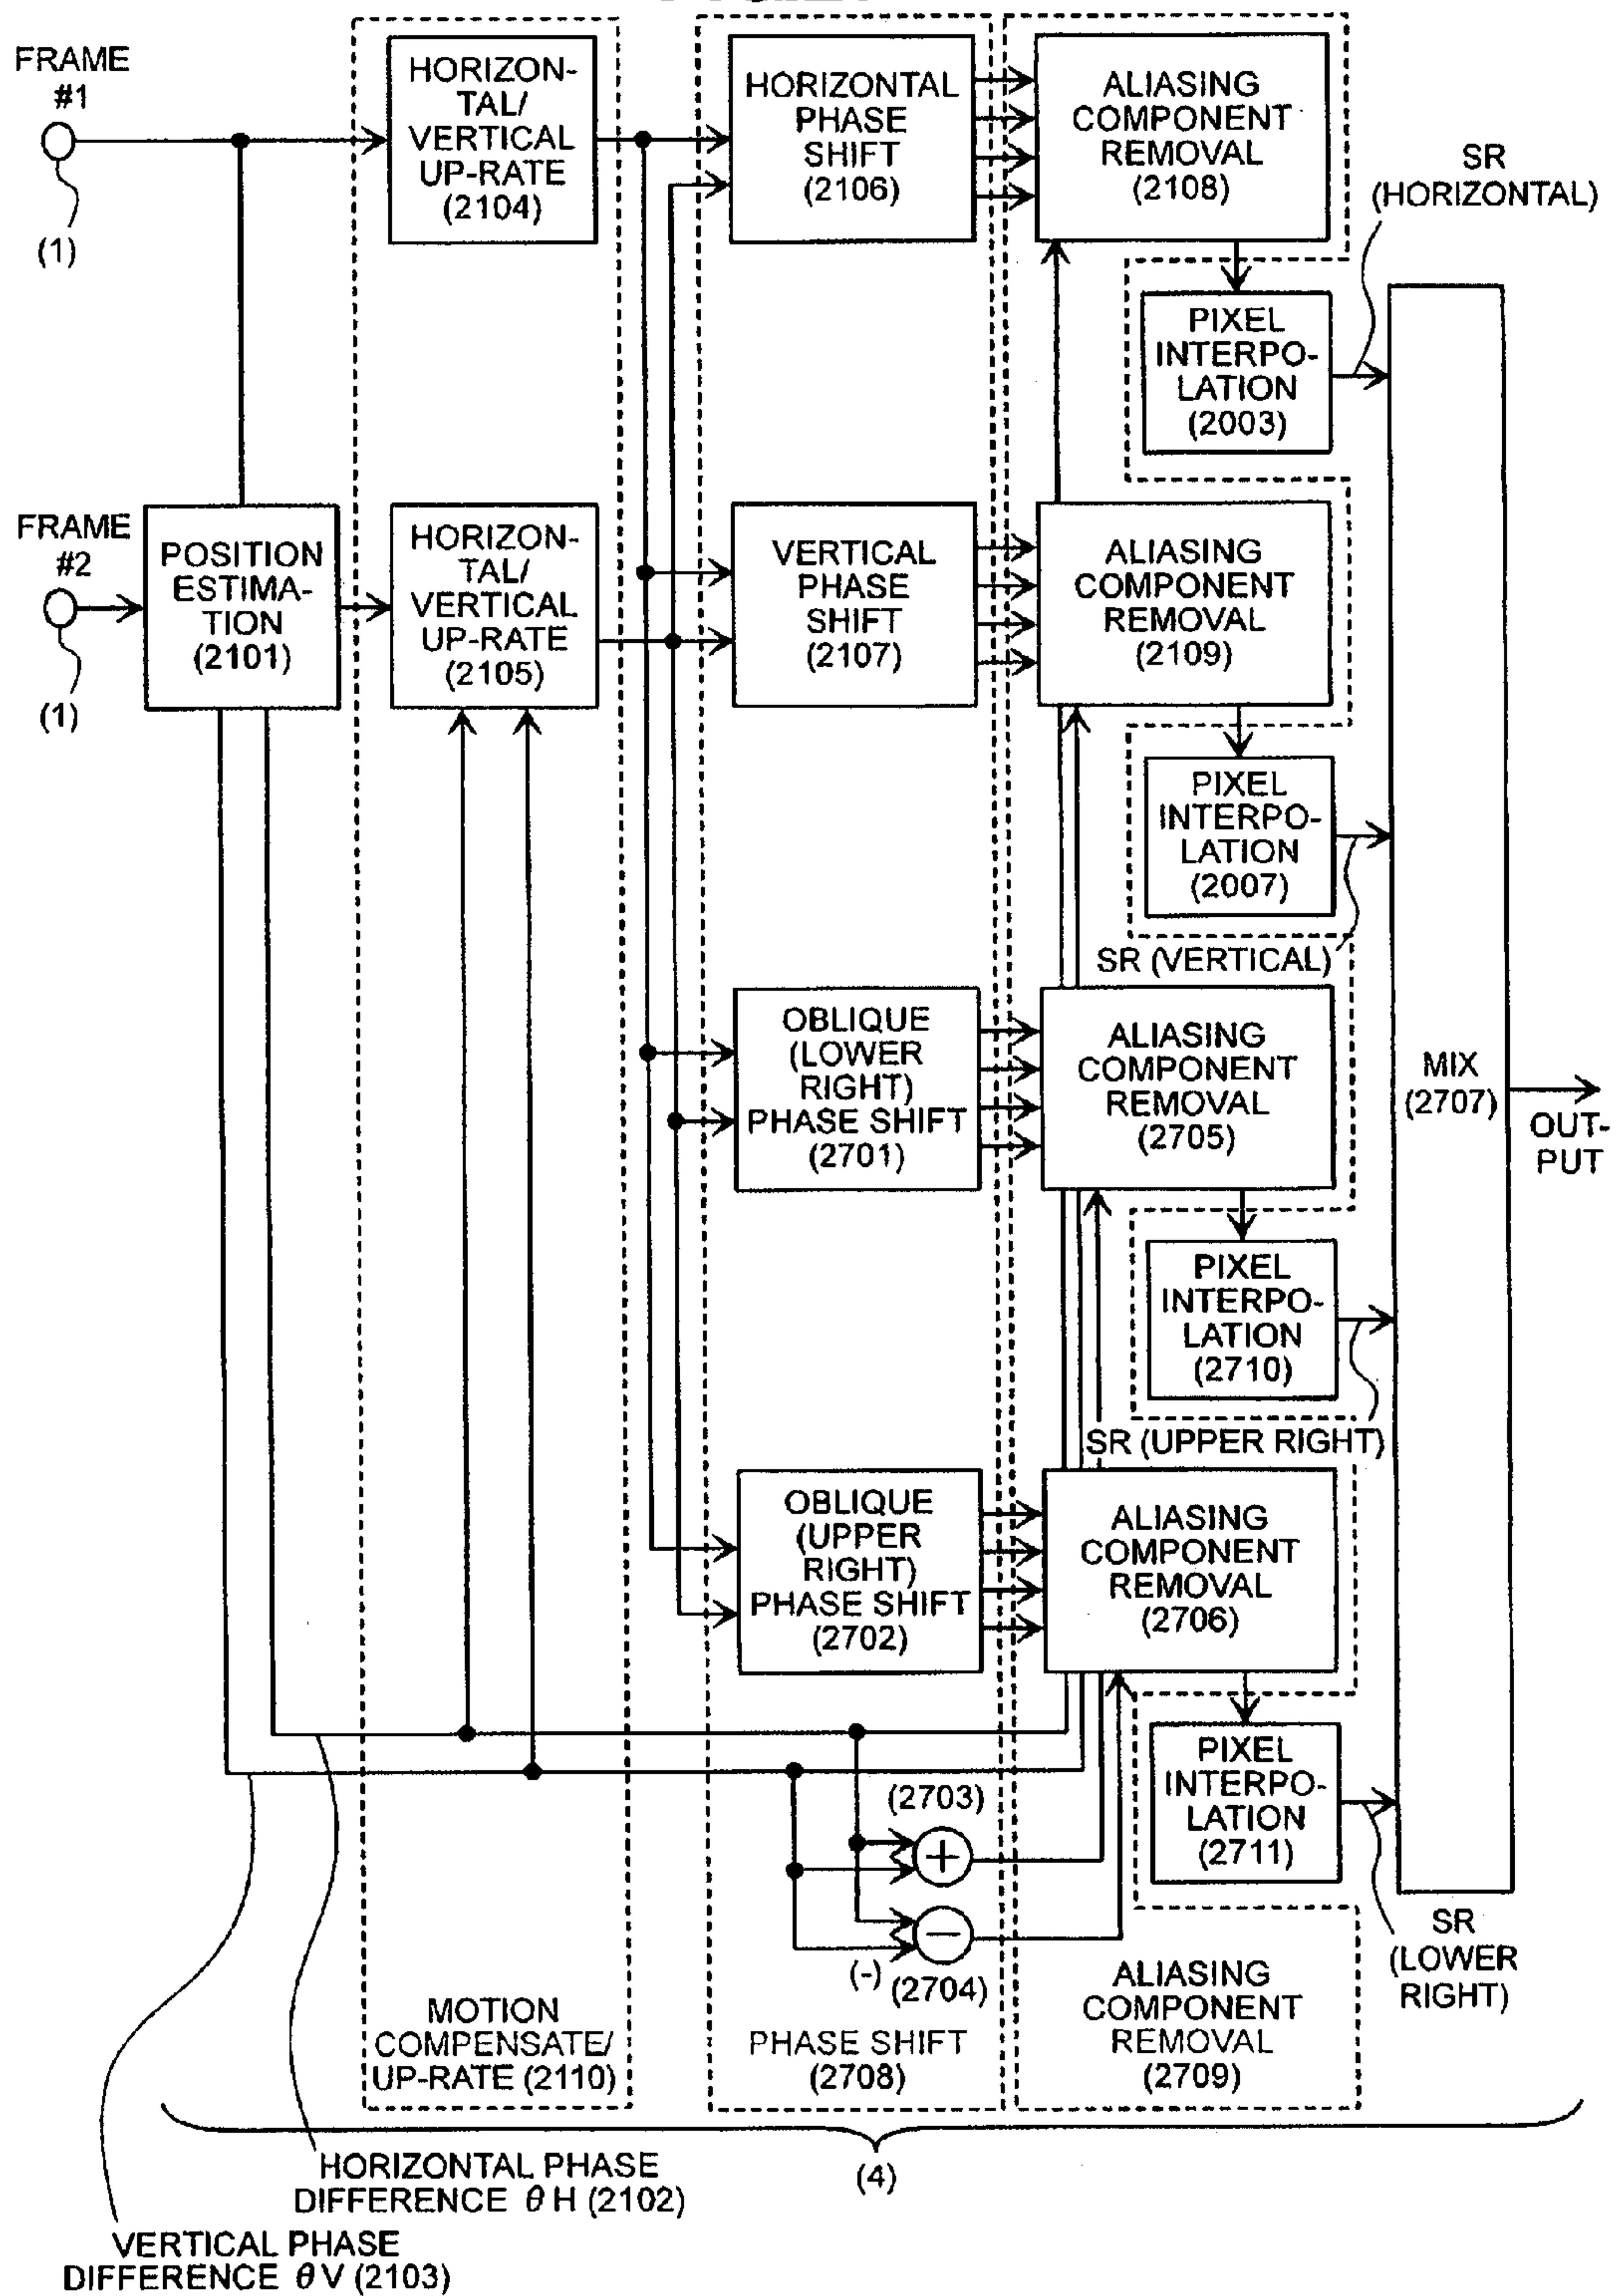 FRAME
#1
(1)
HORIZON-
TAL/
VERTICAL
UP-RATE
(2104)
HORIZONTAL
PHASE
SHIFT
(2106)
ALIASING
COMPONENT
REMOVAL
(2108)
SR
(HORIZONTAL)
PIXEL
INTERPO-
LATION
(2003)
FRAME
#2
(1)
POSITION
ESTIMA-
TION
(2101)
HORIZON-
TAL/
VERTICAL
UP-RATE
(2105)
VERTICAL
PHASE
SHIFT
(2107)
ALIASING
COMPONENT
REMOVAL
(2109)
PIXEL
INTERPO-
LATION
(2007)
SR (VERTICAL)
OBLIQUE
(LOWER
RIGHT)
PHASE SHIFT
(2701)
ALIASING
COMPONENT
REMOVAL
(2705)
MIX
(2707)
OUT-
PUT
PIXEL
INTERPO-
LATION
(2710)
SR (UPPER RIGHT)
OBLIQUE
(UPPER
RIGHT)
PHASE SHIFT
(2702)
ALIASING
COMPONENT
REMOVAL
(2706)
PIXEL
INTERPO-
LATION
(2711)
(2703)
+
−
(-)
(2704)
SR
(LOWER
RIGHT)
MOTION
COMPENSATE/
UP-RATE (2110)
PHASE SHIFT
(2708)
ALIASING
COMPONENT
REMOVAL
(2709)
(4)
HORIZONTAL PHASE
DIFFERENCE θH (2102)
VERTICAL PHASE
DIFFERENCE θV (2103)